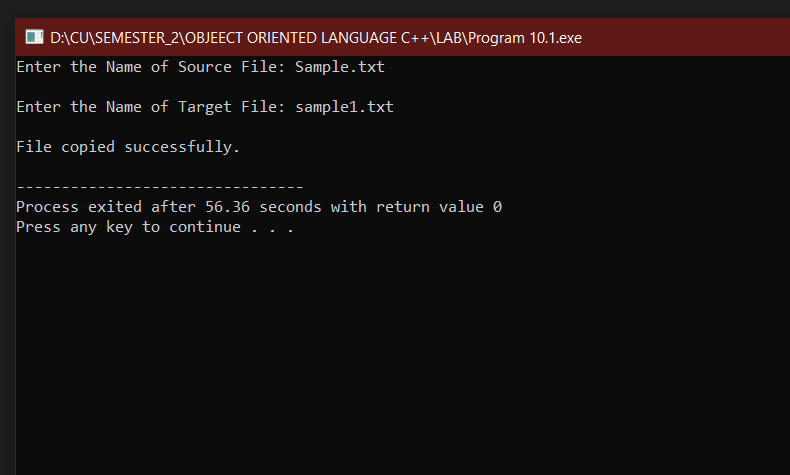 D:\CU\SEMESTER_2\OBJEECT ORIENTED LANGUAGE C++\LAB\Program 10.1.exe
Enter the Name of Source File: Sample.txt
Enter the Name of Target File: sample1.txt
File copied successfully.
--------------------------------
Process exited after 56.36 seconds with return value 0
Press any key to continue . . .